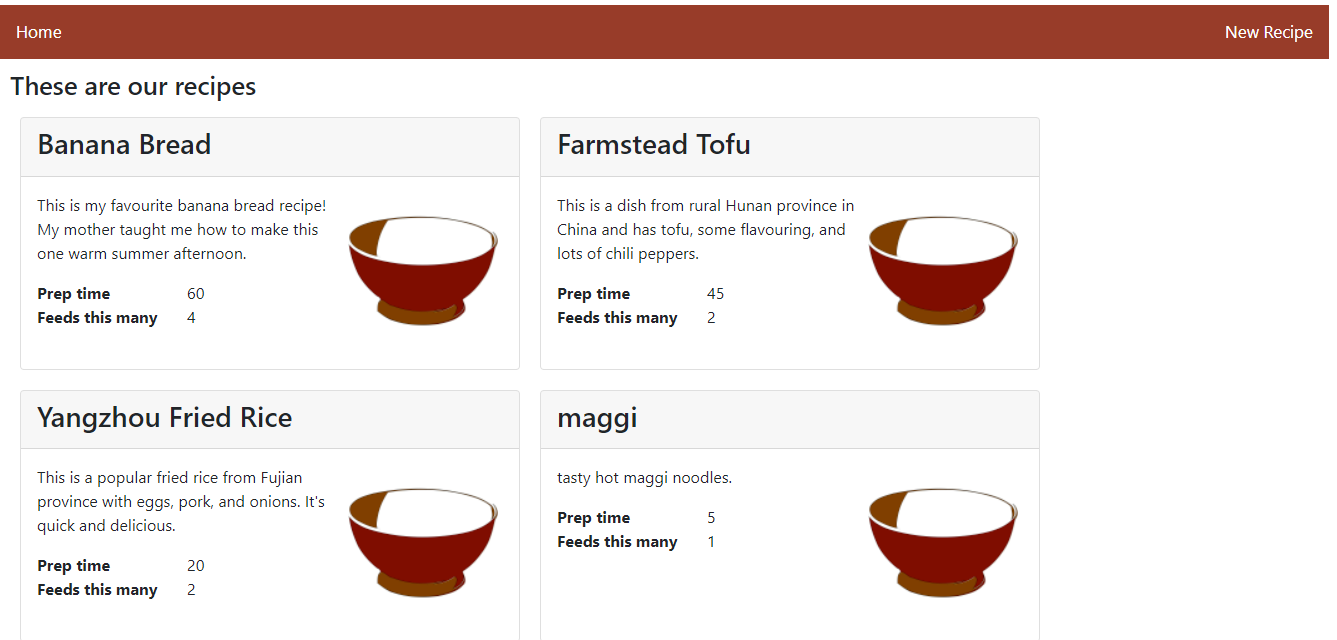 Home
New Recipe
These are our recipes
Banana Bread
This is my favourite banana bread recipe!
My mother taught me how to make this
one warm summer afternoon.
Prep time 60
Feeds this many 4
Farmstead Tofu
This is a dish from rural Hunan province in
China and has tofu, some flavouring, and
lots of chili peppers.
Prep time 45
Feeds this many 2
Yangzhou Fried Rice
This is a popular fried rice from Fujian
province with eggs, pork, and onions. It's
quick and delicious.
Prep time 20
Feeds this many 2
maggi
tasty hot maggi noodles.
Prep time 5
Feeds this many 1